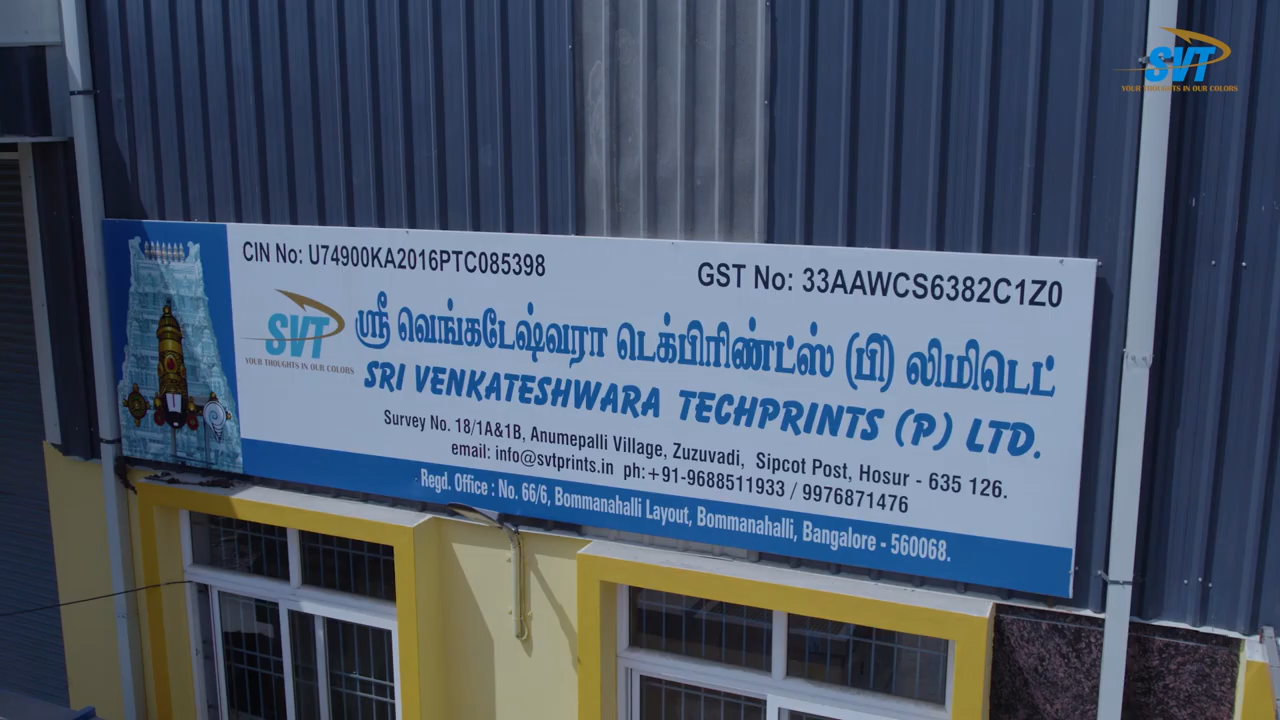 SVT
YOUR THOUGHTS IN OUR COLORS
CIN No: U74900KA2016PTC085398
GST No: 33AAWCS6382C1Z0
SVT
YOUR THOUGHTS IN OUR COLORS
ஸ்ரீ வெங்கடேஷ்வரா டெக்பிரிண்ட்ஸ் (பி) லிமிடெட்
SRI VENKATESHWARA TECHPRINTS (P) LTD.
Survey No. 18/1A&1B, Anumepalli Village, Zuzuvadi, Sipcot Post, Hosur - 635 126.
email: info@svtprints.in ph:+91-9688511933 / 9976871476
Regd. Office : No. 66/6, Bommanahalli Layout, Bommanahalli, Bangalore - 560068.